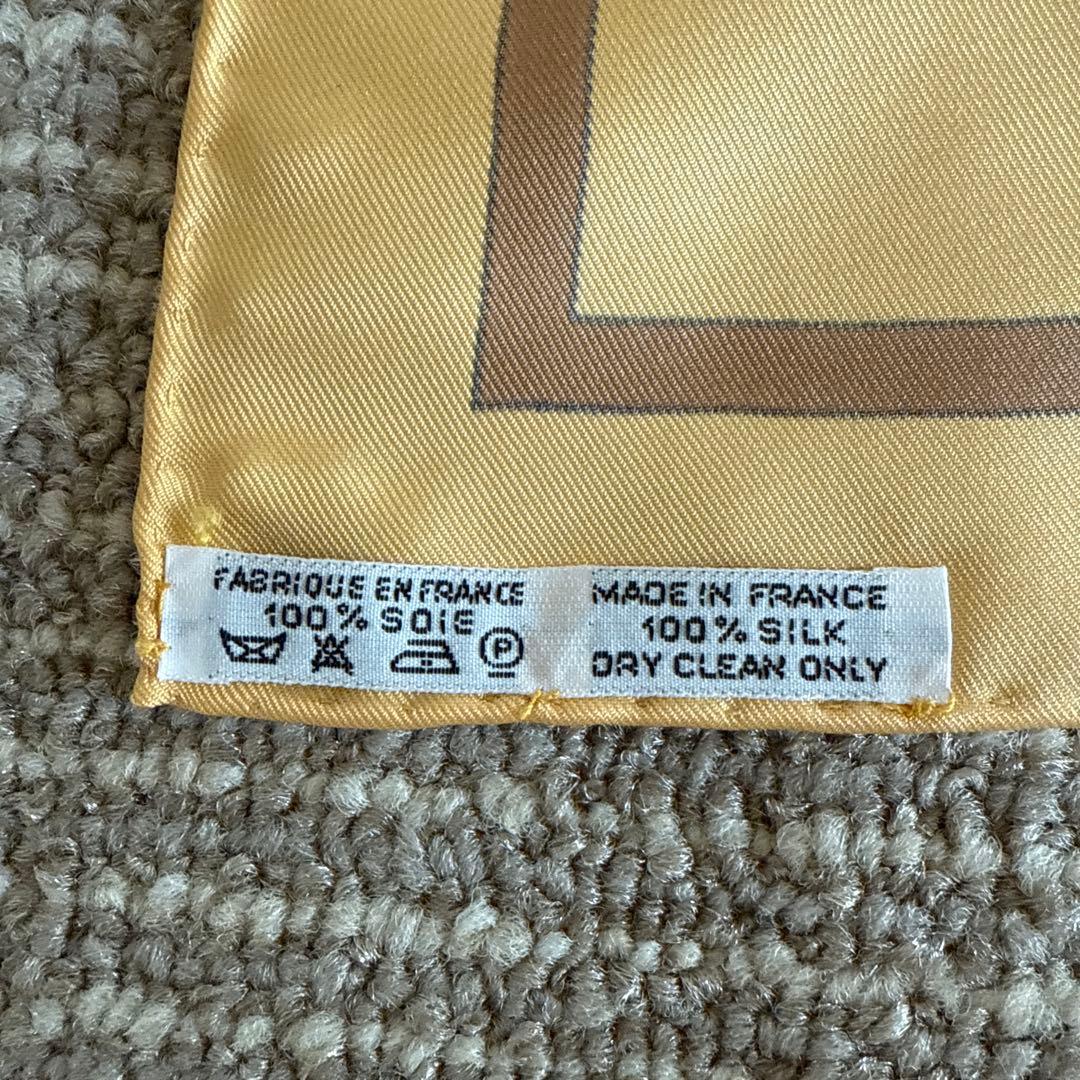 FABRIQUE EN FRANCE
100% SOIE
P
MADE IN FRANCE
100% SILK
DRY CLEAN ONLY